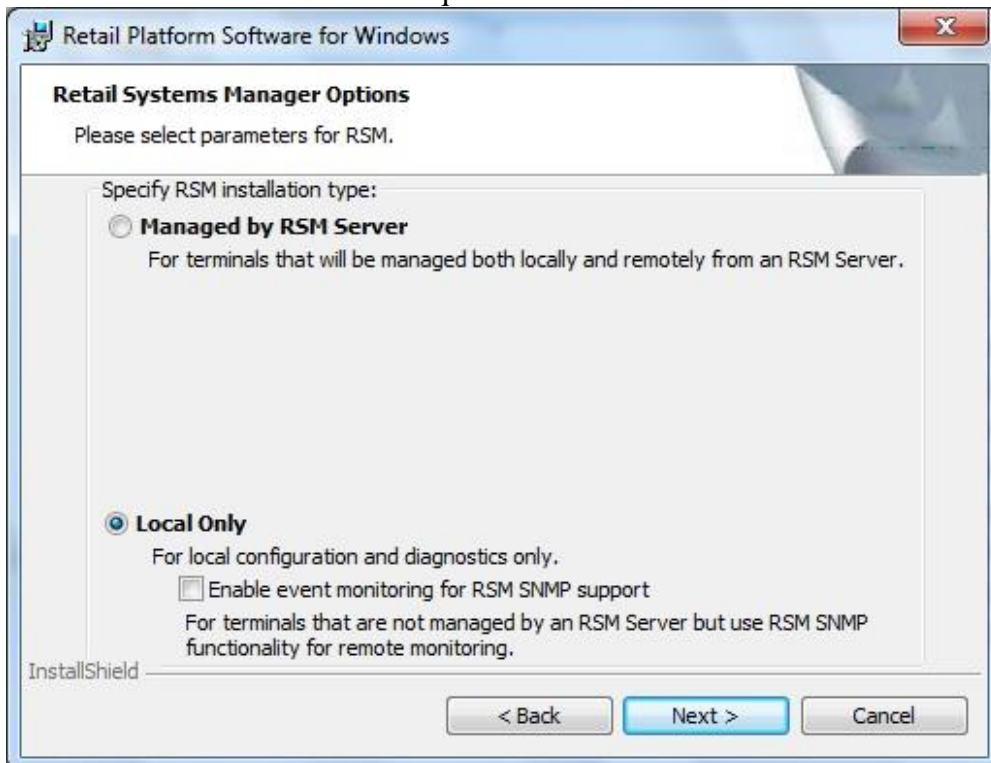 Retail Platform Software for Windows
X
Retail Systems Manager Options
Please select parameters for RSM.
Specify RSM installation type:
Managed by RSM Server
For terminals that will be managed both locally and remotely from an RSM Server.
Local Only
For local configuration and diagnostics only.
Enable event monitoring for RSM SNMP support
For terminals that are not managed by an RSM Server but use RSM SNMP
functionality for remote monitoring.
InstallShield
< Back Next > Cancel